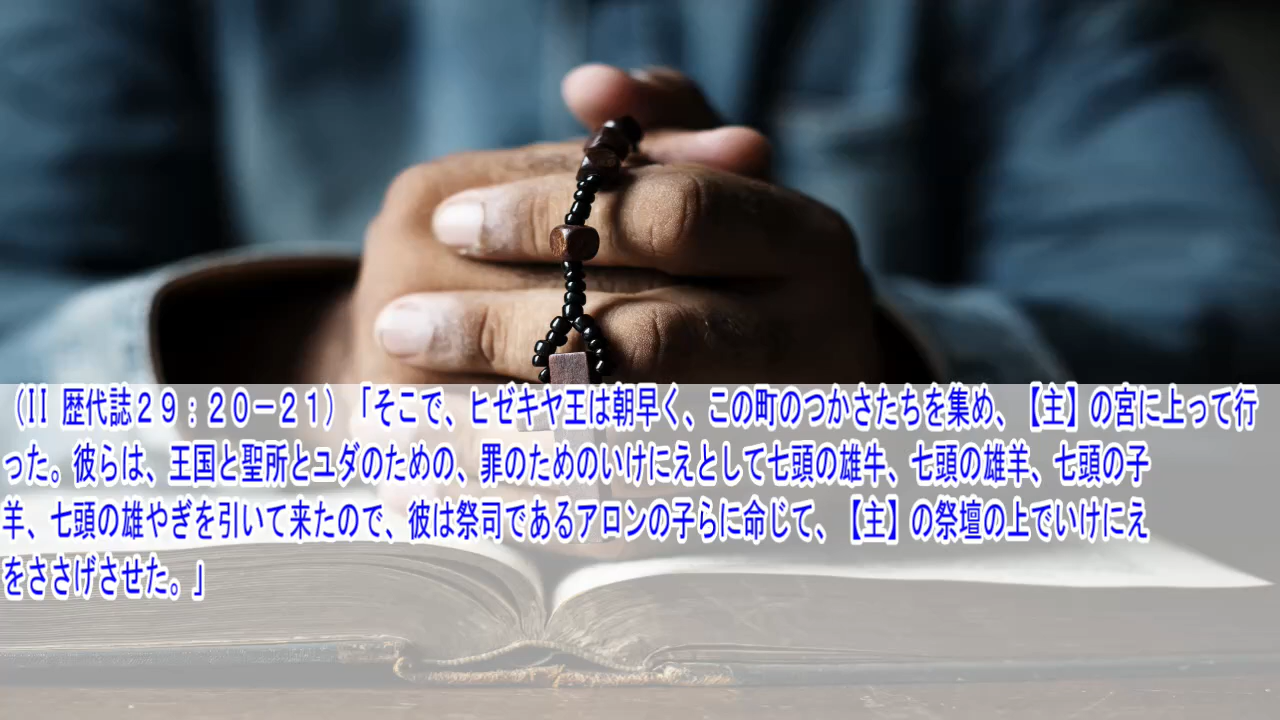 （II 歴代誌２９：２０－２１）「そこで、ヒゼキヤ王は朝早く、この町のつかさたちを集め、【主】の宮に上って行
った。彼らは、王国と聖所とユダのための、罪のためのいけにえとして七頭の雄牛、七頭の雄羊、七頭の子
羊、七頭の雄やぎを引いて来たので、彼は祭司であるアロンの子らに命じて、【主】の祭壇の上でいけにえ
をささげさせた。」